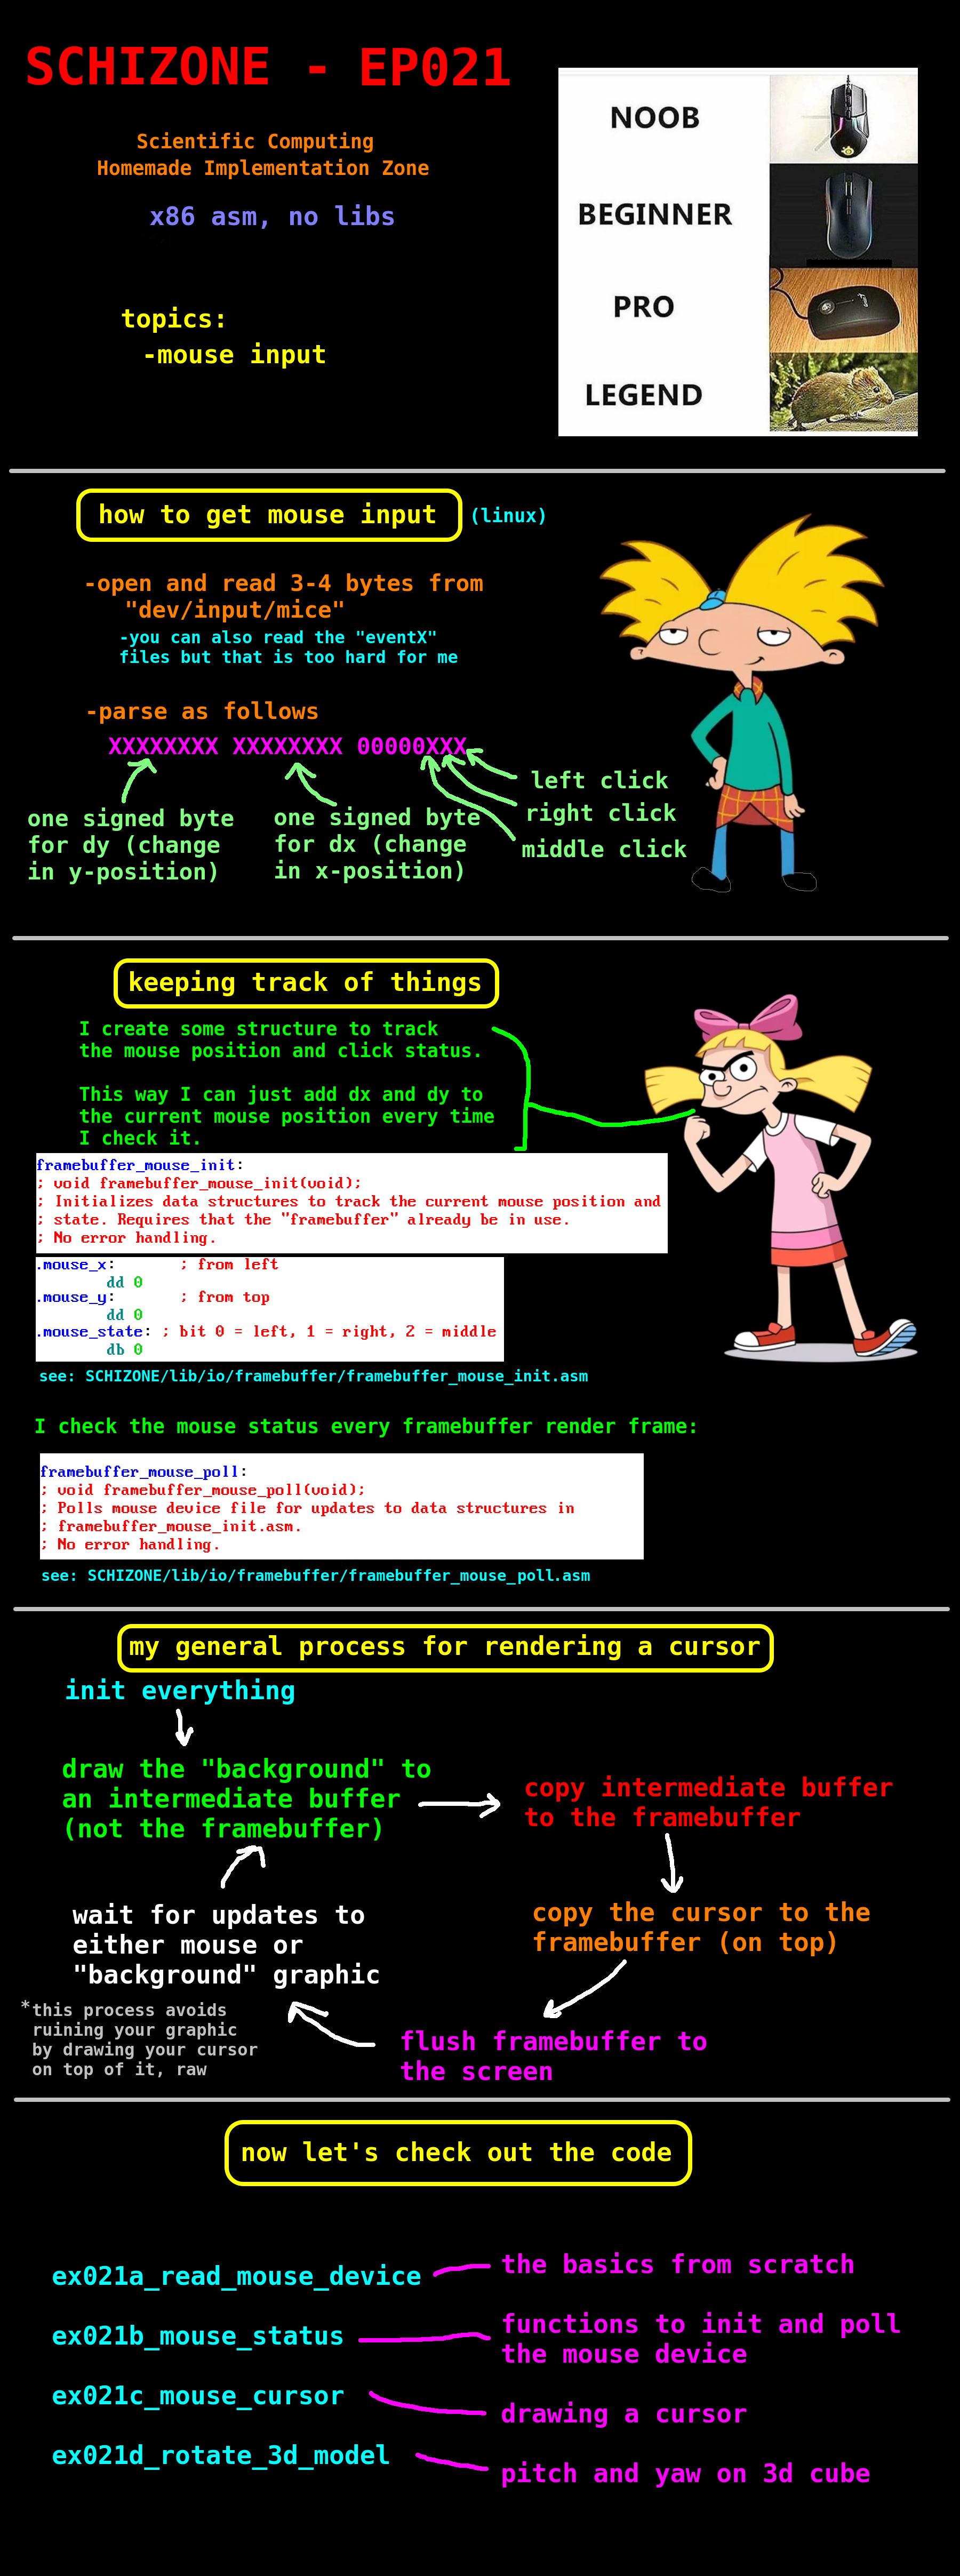 SCHIZONE - EP021
Scientific Computing
Homemade Implementation Zone
x86 asm, no libs
topics:
-mouse input
NOOB
BEGINNER
PRO
LEGEND
how to get mouse input
(linux)
-open and read 3-4 bytes from
"dev/input/mice"
-you can also read the "eventX"
files but that is too hard for me
-parse as follows
XXXXXXXX XXXXXXXX 00000XXX
left click
right click
middle click
one signed byte
for dy (change
in y-position)
one signed byte
for dx (change
in x-position)
keeping track of things
I create some structure to track
the mouse position and click status.
This way I can just add dx and dy to
the current mouse position every time
I check it.
framebuffer_mouse_init:
; void framebuffer_mouse_init(void);
; Initializes data structures to track the current mouse position and
; state. Requires that the "framebuffer" already be in use.
; No error handling.
.mouse_x: ; from left
dd 0
.mouse_y: ; from top
dd 0
.mouse_state: ; bit 0 = left, 1 = right, 2 = middle
db 0
see: SCHIZONE/lib/io/framebuffer/framebuffer_mouse_init.asm
I check the mouse status every framebuffer render frame:
framebuffer_mouse_poll:
; void framebuffer_mouse_poll(void);
; Polls mouse device file for updates to data structures in
; framebuffer_mouse_init.asm.
; No error handling.
see: SCHIZONE/lib/io/framebuffer/framebuffer_mouse_poll.asm
my general process for rendering a cursor
init everything
draw the "background" to
an intermediate buffer
(not the framebuffer)
copy intermediate buffer
to the framebuffer
copy the cursor to the
framebuffer (on top)
flush framebuffer to
the screen
wait for updates to
either mouse or
"background" graphic
*this process avoids
ruining your graphic
by drawing your cursor
on top of it, raw
now let's check out the code
ex021a_read_mouse_device
the basics from scratch
ex021b_mouse_status
functions to init and poll
the mouse device
ex021c_mouse_cursor
drawing a cursor
ex021d_rotate_3d_model
pitch and yaw on 3d cube